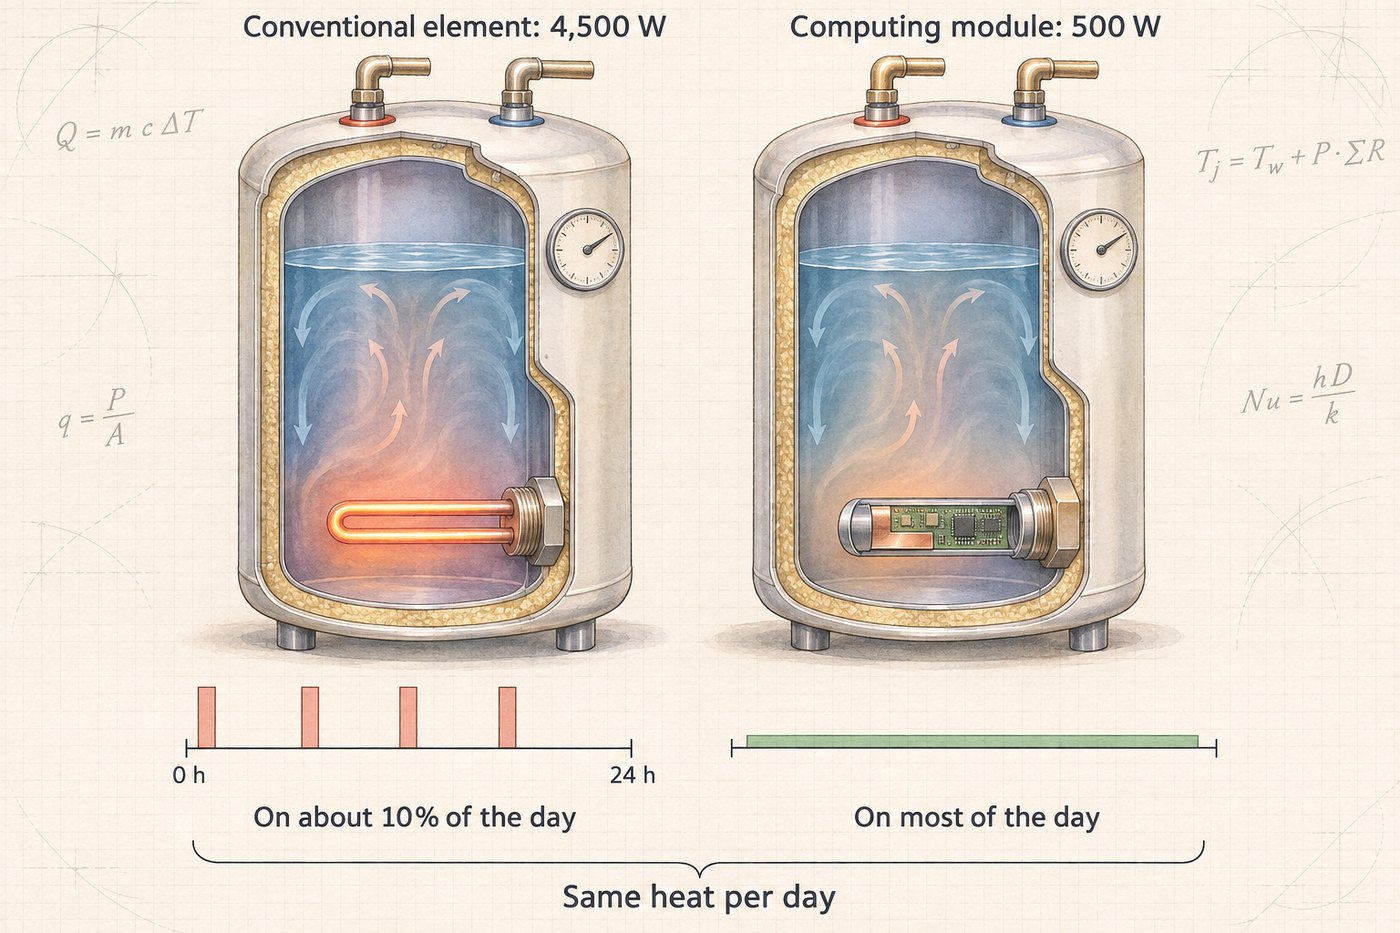 Conventional element: 4,500 W
Computing module: 500 W
Q = m c ΔT
T_j = T_w + P · ΣR
q = P / A
Nu = hD / k
0 h
24 h
On about 10% of the day
On most of the day
Same heat per day